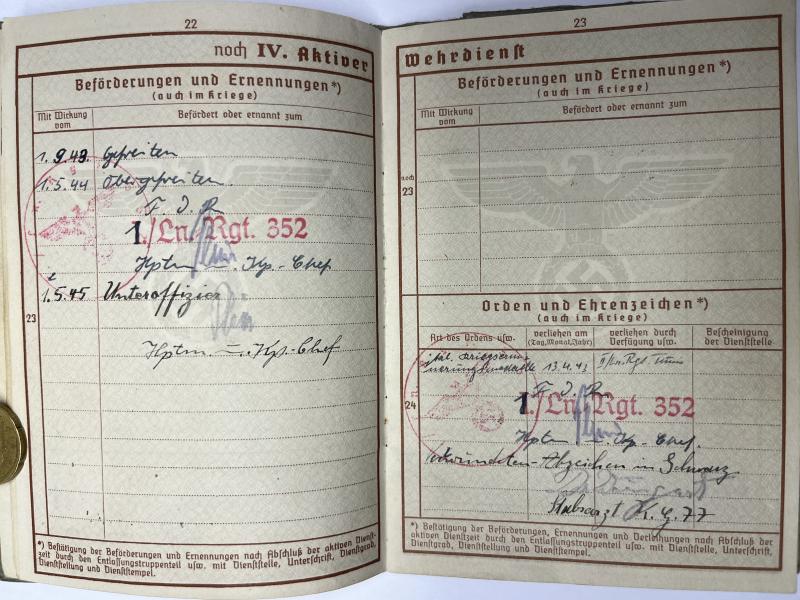 22
noch IV. Aktiver
Beförderungen und Ernennungen*)
(auch im Kriege)
Mit Wirkung vom
Befördert oder ernannt zum
1.9.43. Gefreiten
1.5.44 Obergefreiten.
F. d. R
1./Ln.-Rgt. 352
Hptm u. Kp.-Chef
1.5.45 Unteroffizier
23
Hptm. u. Kp.-Chef
*) Bestätigung der Beförderungen und Ernennungen nach Abschluß der aktiven Dienst-
zeit durch den Entlassungstruppenteil usw. mit Dienststelle, Unterschrift, Dienstgrad,
Dienststellung und Dienststempel.
23
Wehrdienst
Beförderungen und Ernennungen*)
(auch im Kriege)
Mit Wirkung vom
Befördert oder ernannt zum
noch
23
Orden und Ehrenzeichen*)
(auch im Kriege)
Art des Ordens usw.
verliehen am (Tag, Monat, Jahr)
verliehen durch Verfügung usw.
Bescheinigung der Dienststelle
ital. Kriegserin-
nerungsmedaille 13.4.43
F. d. R
24
1./Ln.-Rgt. 352
Hptm u. Kp.-Chef.
Verwundeten-Abzeichen in Schwarz
Stabsarzt K.G. 77
*) Bestätigung der Beförderungen, Ernennungen und Verleihungen nach Abschluß der
aktiven Dienstzeit durch den Entlassungstruppenteil usw. mit Dienststelle, Unterschrift,
Dienstgrad, Dienststellung und Dienststempel.